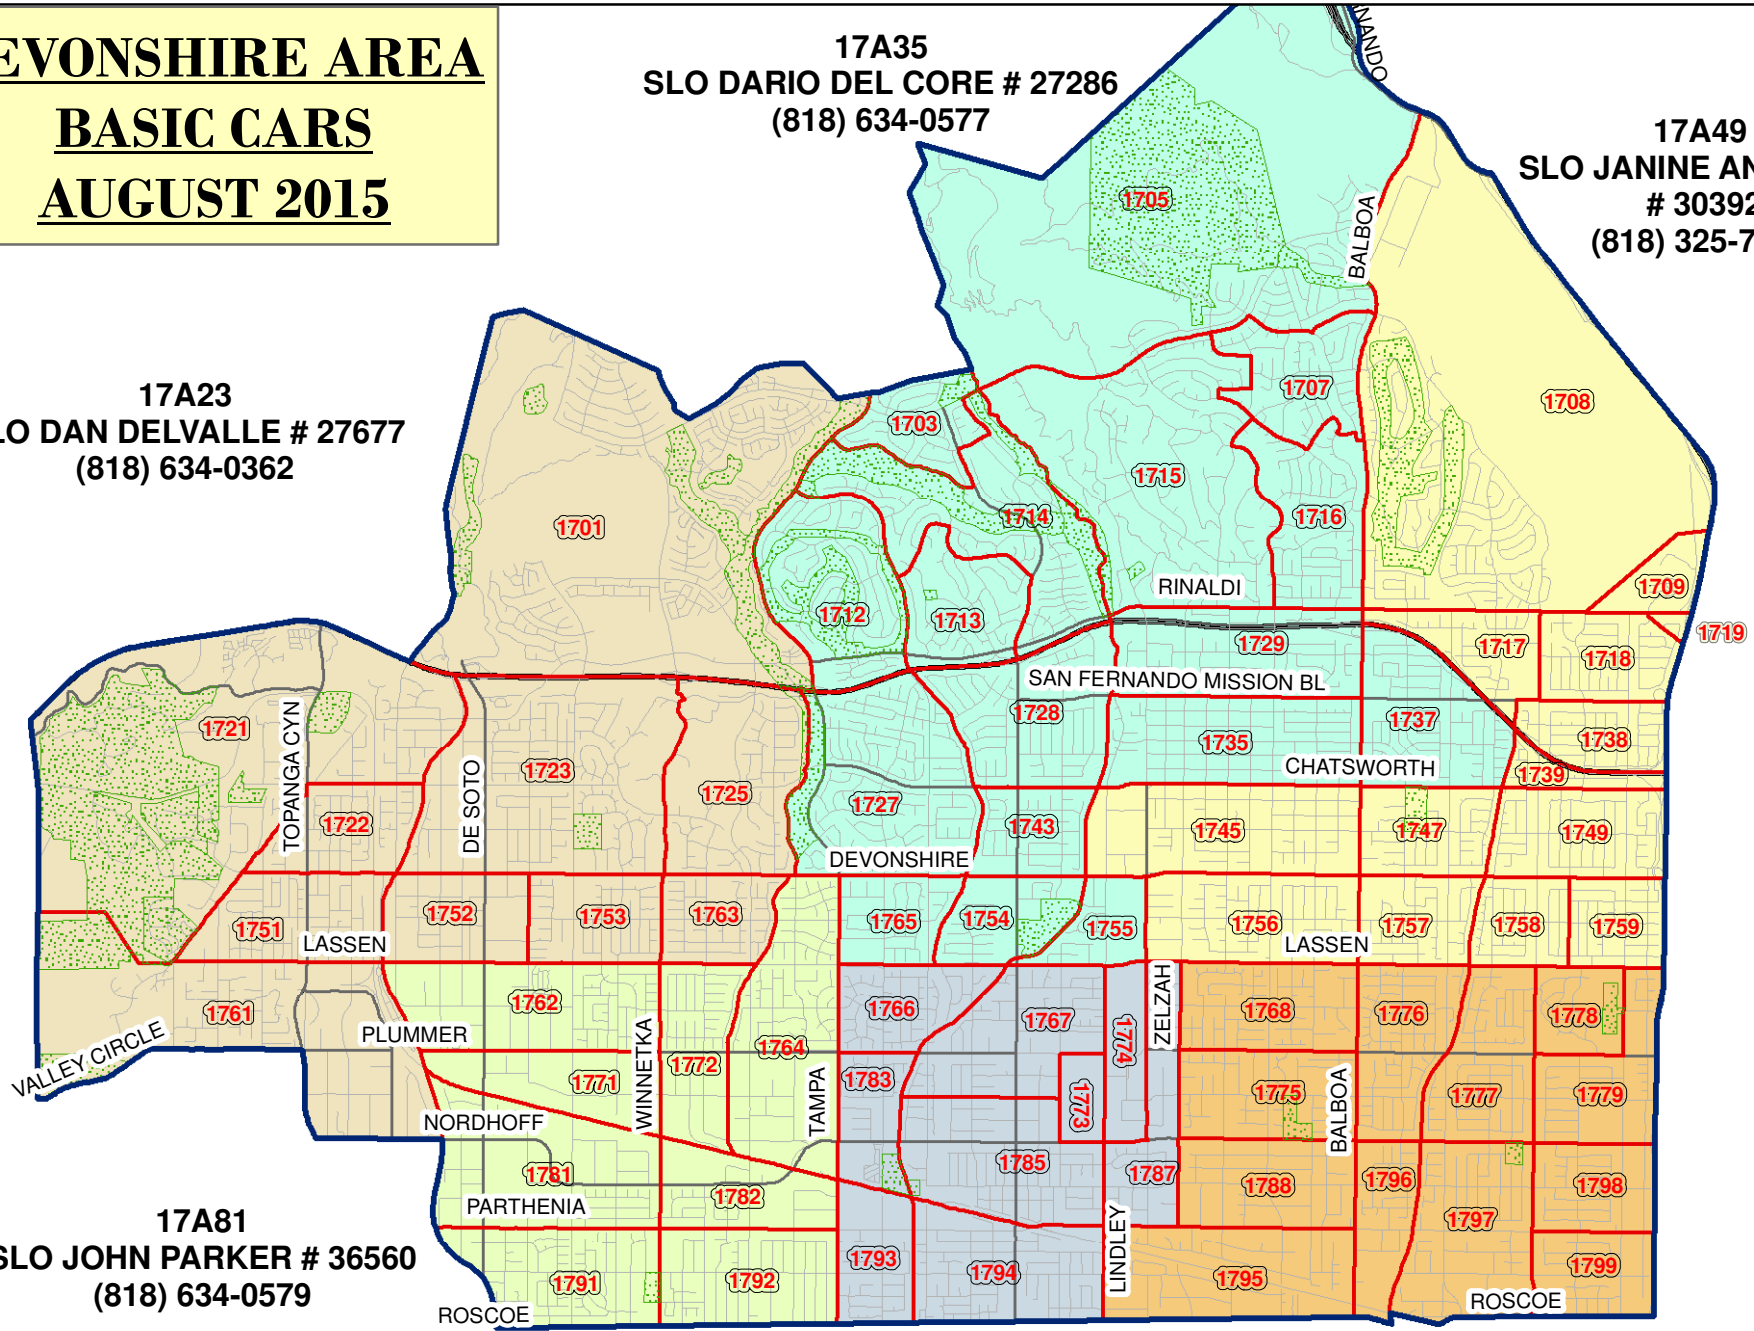 EVONSHIRE AREA
BASIC CARS
AUGUST 2015
17A35
SLO DARIO DEL CORE # 27286
(818) 634-0577
17A49
SLO JANINE AN
# 30392
(818) 325-7
17A23
LO DAN DELVALLE # 27677
(818) 634-0362
17A81
SLO JOHN PARKER # 36560
(818) 634-0579
NANDO
BALBOA
1705
1707
1708
1703
1715
1716
1714
1701
RINALDI
1709
1712
1713
1729
1717
1718
1719
SAN FERNANDO MISSION BL
1721
TOPANGA CYN
1728
1737
1735
1738
DE SOTO
1723
CHATSWORTH
1739
1725
1722
1727
1743
1745
1747
1749
DEVONSHIRE
1751
1752
1753
1763
1765
1754
1755
1756
1757
1758
1759
LASSEN
LASSEN
1761
1762
1766
1767
1774
ZELZAH
1768
1776
1778
VALLEY CIRCLE
PLUMMER
WINNETKA
1772
1764
1771
1783
1773
1775
BALBOA
1777
1779
TAMPA
NORDHOFF
1781
1782
1785
1787
1788
1796
1798
PARTHENIA
LINDLEY
1797
1791
1792
1793
1794
1795
1799
ROSCOE
ROSCOE